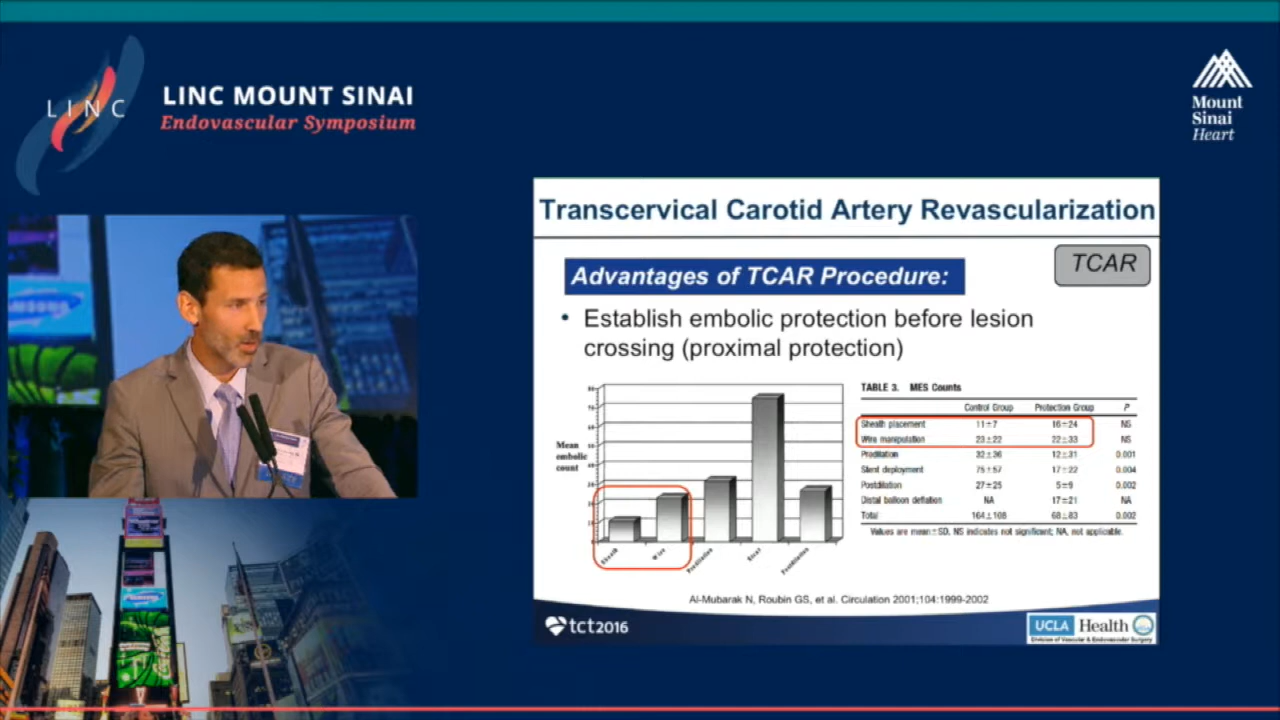 LINC
LINC MOUNT SINAI
Endovascular Symposium
Mount
Sinai
Heart
SAMSUNG
Transcervical Carotid Artery Revascularization
TCAR
Advantages of TCAR Procedure:
• Establish embolic protection before lesion
crossing (proximal protection)
Mean
embolic
count
Sheath
Wire
Predilation
Stent
Postdilation
TABLE 3. MES Counts
Control Group Protection Group P
Sheath placement 11±7 16±24 NS
Wire manipulation 23±22 22±33 NS
Predilation 32±36 12±31 0.001
Stent deployment 75±57 17±22 0.004
Postdilation 27±25 5±9 0.002
Distal balloon deflation NA 17±21 NA
Total 164±108 68±83 0.002
Values are mean±SD. NS indicates not significant; NA, not applicable.
Al-Mubarak N, Roubin GS, et al. Circulation 2001;104:1999-2002
tct2016
UCLA Health
Division of Vascular & Endovascular Surgery